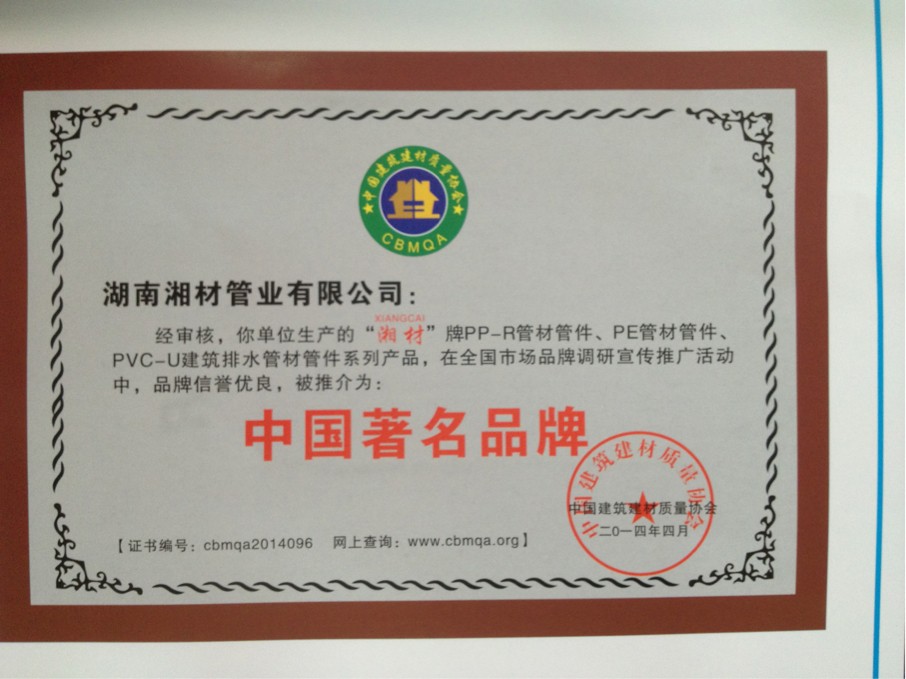 中国建筑建材质量协会
CBMQA
湖南湘材管业有限公司：
XIANGCAI
经审核，你单位生产的“湘材”牌PP-R管材管件、PE管材管件、
PVC-U建筑排水管材管件系列产品，在全国市场品牌调研宣传推广活动
中，品牌信誉优良，被推介为：
中国著名品牌
中国建筑建材质量协会
中国建筑建材质量协会
二○一四年四月
【证书编号：cbmqa2014096 网上查询：www.cbmqa.org】